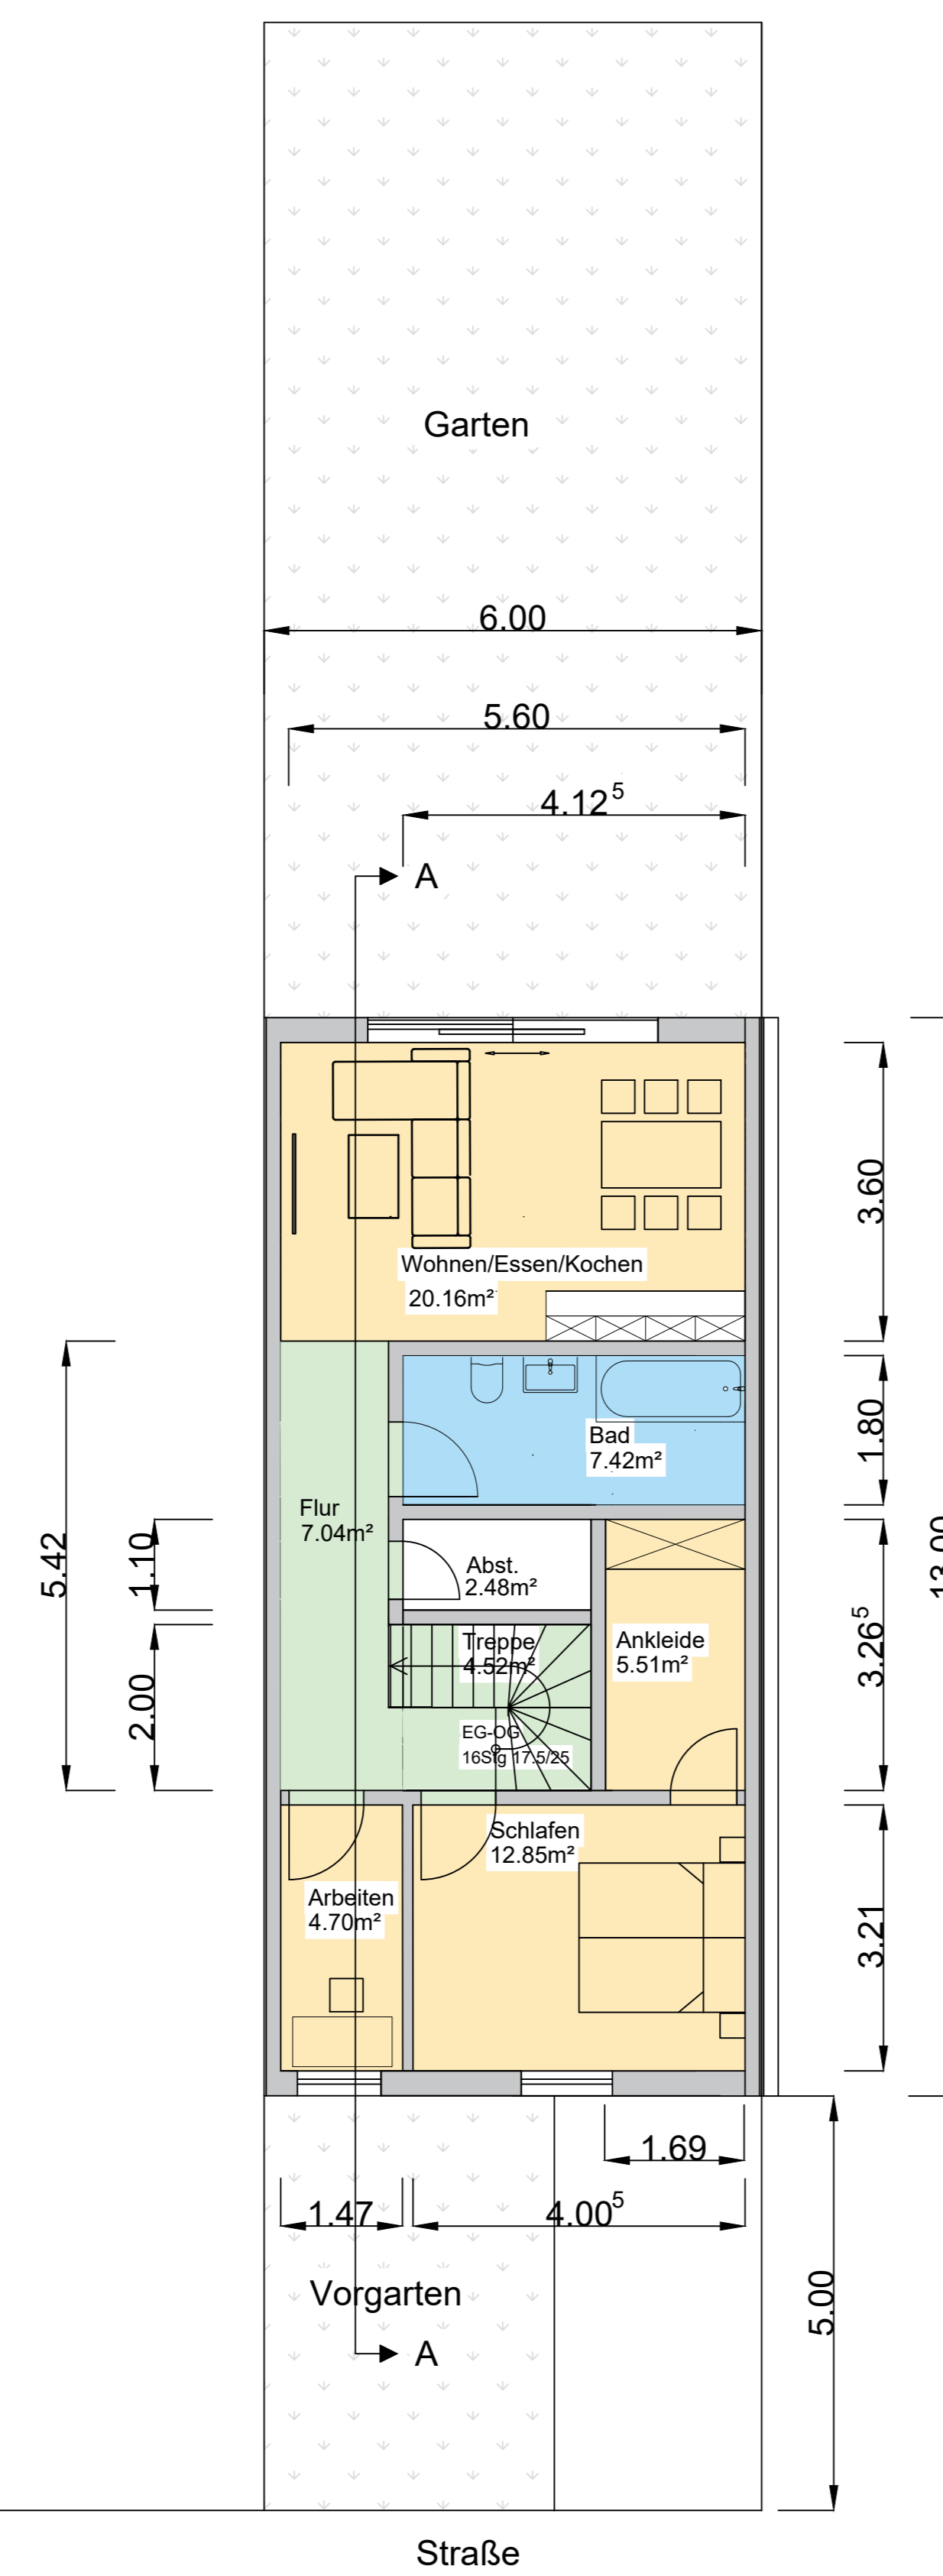 Garten
6.00
5.60
4.12⁵
A
3.60
Wohnen/Essen/Kochen
20.16m²
1.80
Bad
7.42m²
Flur
7.04m²
5.42
1.10
13.00
Abst.
2.48m²
3.26⁵
Treppe
4.52m²
Ankleide
5.51m²
2.00
EG-OG
16Stg 17.5/25
Schlafen
12.85m²
Arbeiten
4.70m²
3.21
1.69
1.47
4.00⁵
Vorgarten
5.00
A
Straße